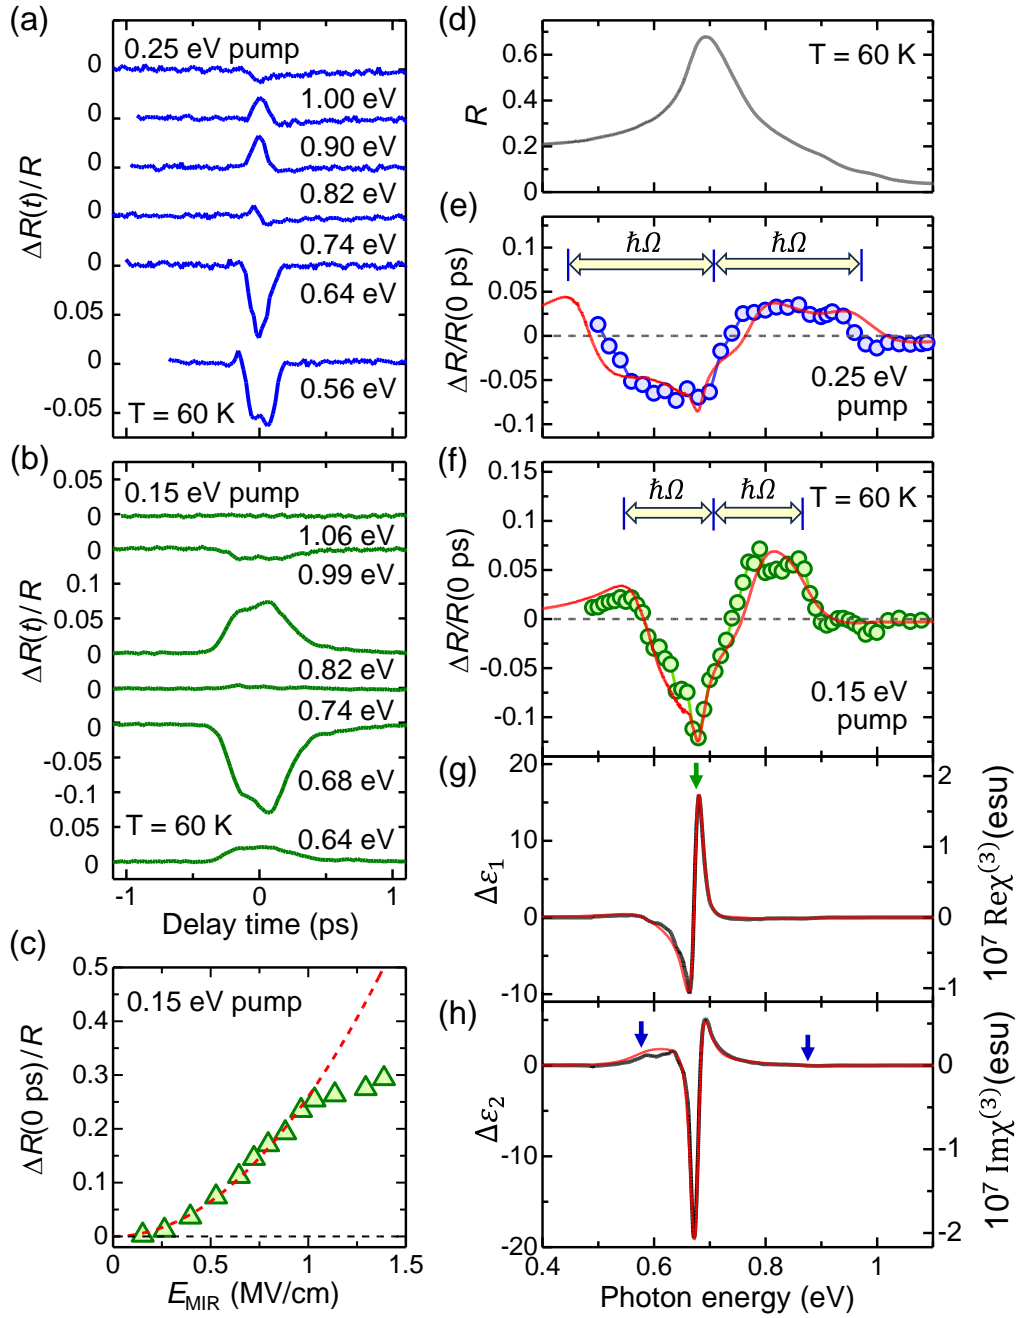 (a)
0.25 eV pump
0
1.00 eV
0
0.90 eV
0
0.82 eV
0
0.74 eV
0
0.64 eV
0.05
0
0.56 eV
-0.05
T = 60 K
ΔR(t)/R
(b)
0.05
0.15 eV pump
0
1.06 eV
0
0.99 eV
0.1
0.05
0
0.82 eV
0
0.74 eV
0
-0.05
0.68 eV
-0.1
0.05
T = 60 K
0.64 eV
0
ΔR(t)/R
-1 0 1
Delay time (ps)
(c)
0.5
0.15 eV pump
0.4
0.3
0.2
0.1
0
ΔR(0 ps)/R
0 0.5 1 1.5
E_MIR (MV/cm)
(d)
0.6
T = 60 K
0.4
R
0.2
0
(e)
0.1
ħΩ ħΩ
0.05
0
-0.05
0.25 eV
pump
-0.1
ΔR/R(0 ps)
(f)
0.15
ħΩ ħΩ
T = 60 K
0.1
0.05
0
-0.05
0.15 eV
pump
-0.1
ΔR/R(0 ps)
(g)
20 2
10 1
0 0
-10 -1
Δε₁
10⁷ Reχ⁽³⁾(esu)
(h)
0 0
-10 -1
-20 -2
Δε₂
10⁷ Imχ⁽³⁾(esu)
0.4 0.6 0.8 1
Photon energy (eV)